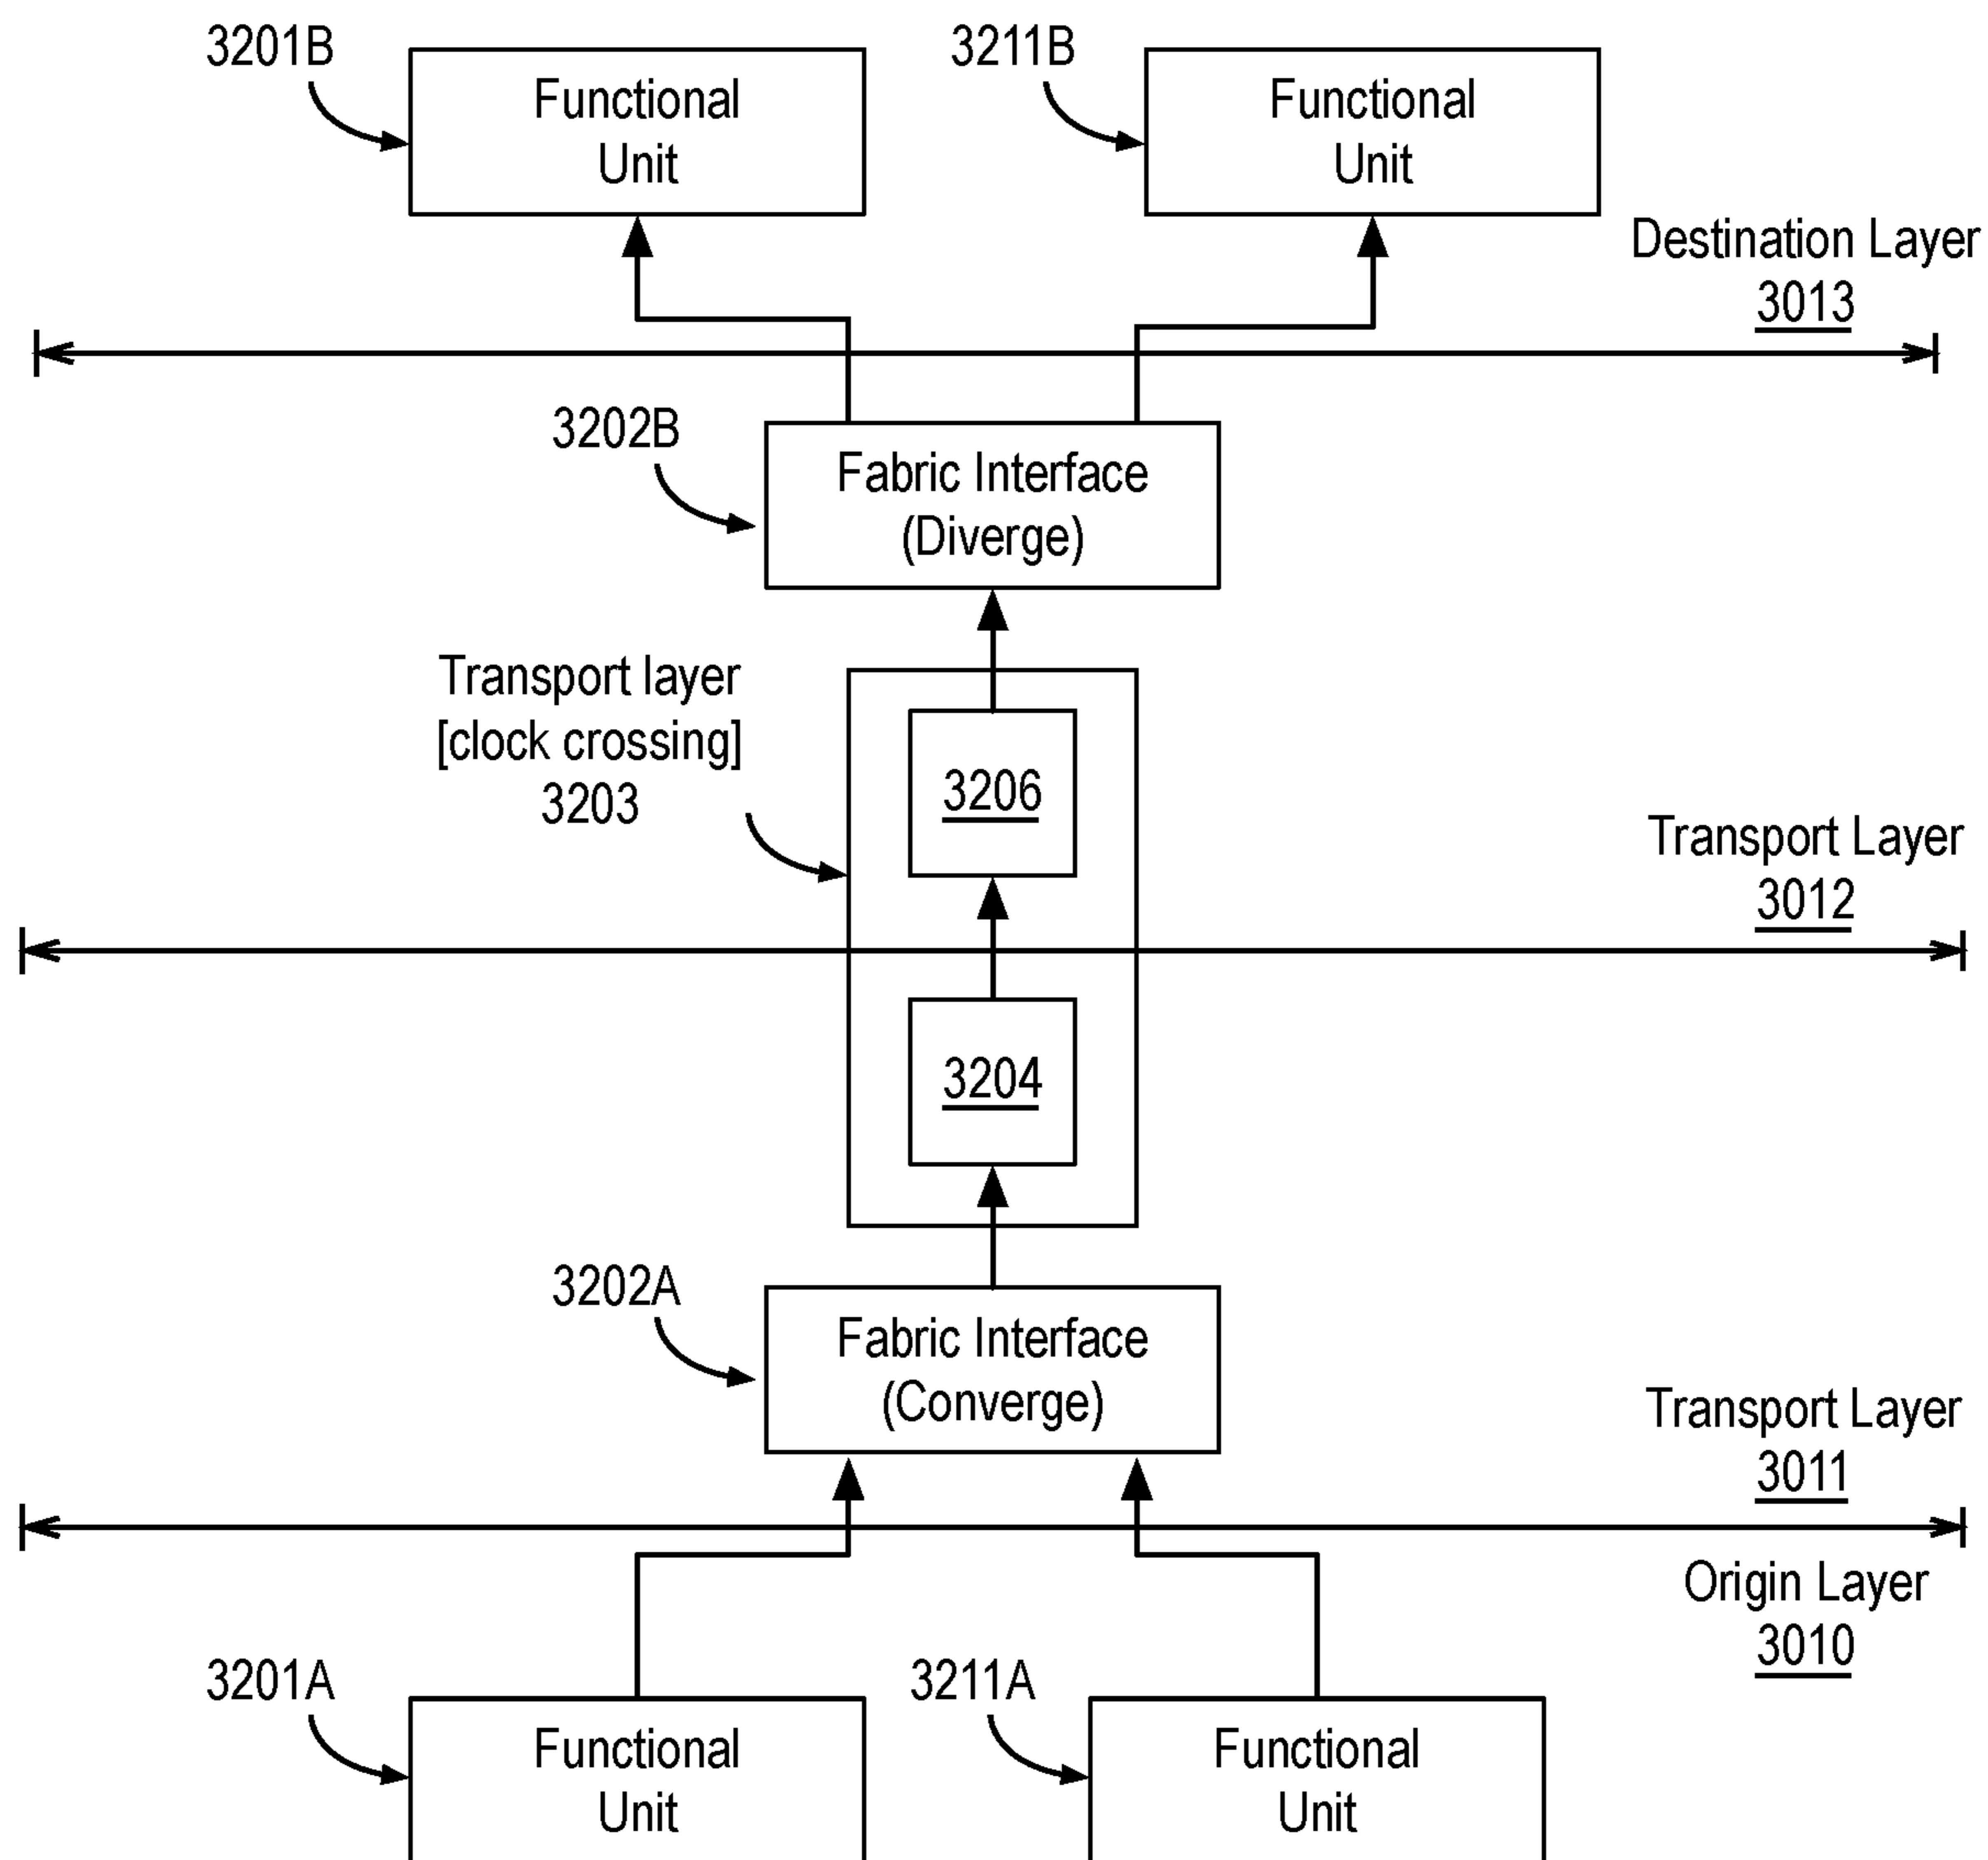 3201B
3211B
Functional
Unit
Functional
Unit
Destination Layer
3013
3202B
Fabric Interface
(Diverge)
Transport layer
[clock crossing]
3203
3206
Transport Layer
3012
3204
3202A
Fabric Interface
(Converge)
Transport Layer
3011
Origin Layer
3010
3201A
3211A
Functional
Unit
Functional
Unit